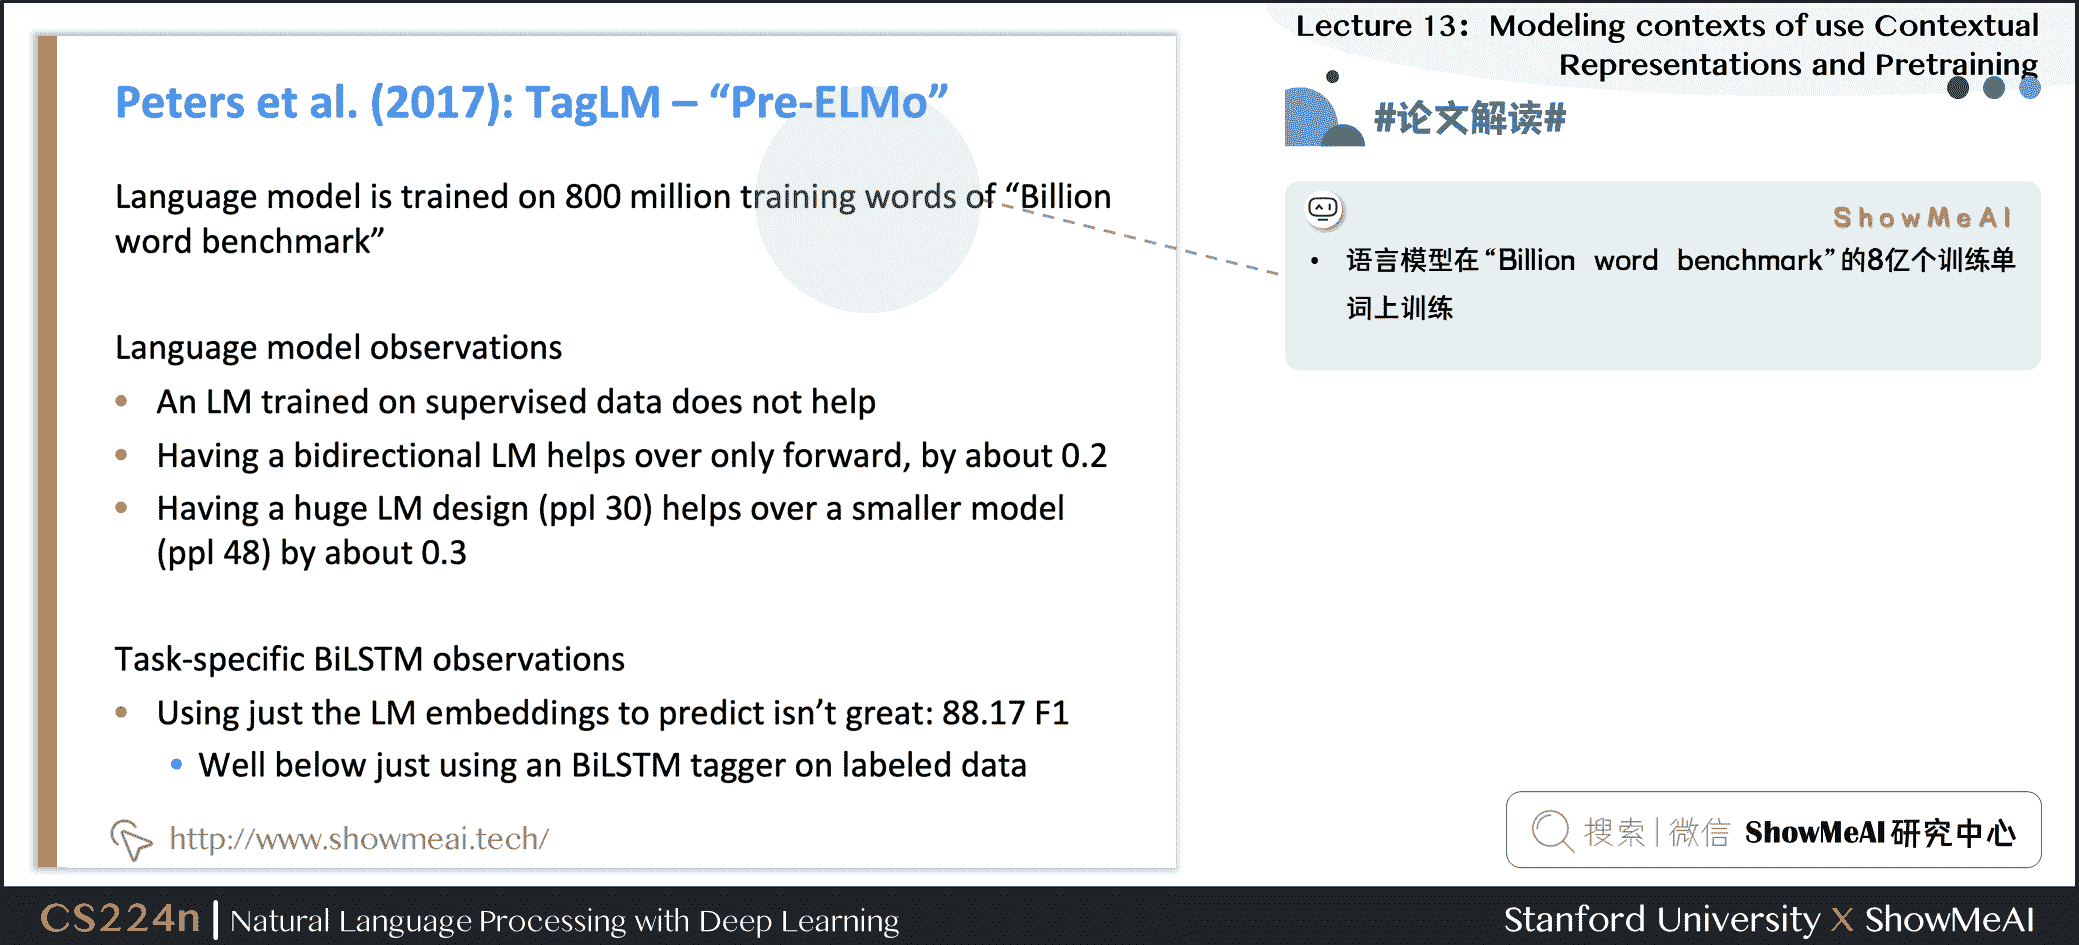 Lecture 13: Modeling contexts of use Contextual
Representations and Pretraining
Peters et al. (2017): TagLM – “Pre-ELMo”
Language model is trained on 800 million training words of “Billion
word benchmark”
Language model observations
• An LM trained on supervised data does not help
• Having a bidirectional LM helps over only forward, by about 0.2
• Having a huge LM design (ppl 30) helps over a smaller model
(ppl 48) by about 0.3
Task-specific BiLSTM observations
• Using just the LM embeddings to predict isn’t great: 88.17 F1
• Well below just using an BiLSTM tagger on labeled data
http://www.showmeai.tech/
#论文解读#
ShowMeAI
• 语言模型在“Billion word benchmark”的8亿个训练单
词上训练
搜索|微信 ShowMeAI研究中心
CS224n | Natural Language Processing with Deep Learning
Stanford University X ShowMeAI